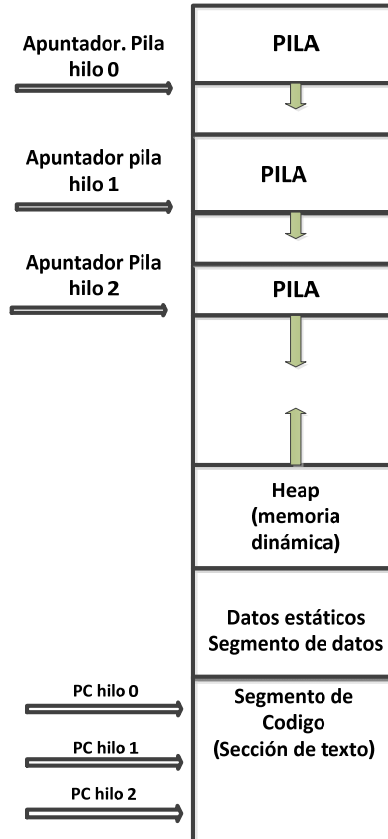 Apuntador. Pila
hilo 0
PILA
Apuntador pila
hilo 1
PILA
Apuntador Pila
hilo 2
PILA
Heap
(memoria
dinámica)
Datos estáticos
Segmento de datos
PC hilo 0
Segmento de
Codigo
(Sección de texto)
PC hilo 1
PC hilo 2